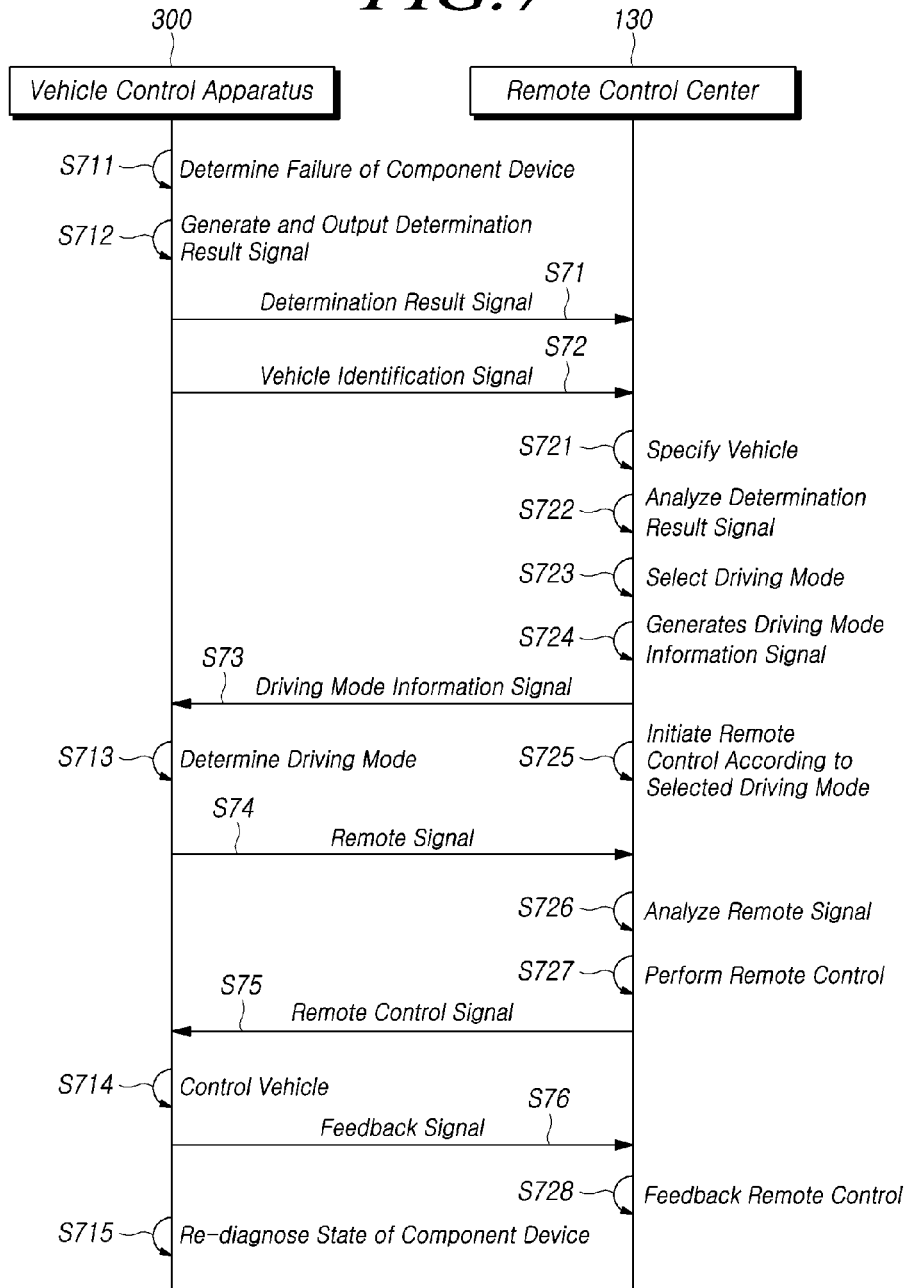 FIG. 7
300
130
Vehicle Control Apparatus
Remote Control Center
S711
Determine Failure of Component Device
S712
Generate and Output Determination
Result Signal
S71
Determination Result Signal
S72
Vehicle Identification Signal
S721
Specify Vehicle
S722
Analyze Determination
Result Signal
S723
Select Driving Mode
S724
Generates Driving Mode
Information Signal
S73
Driving Mode Information Signal
S713
Determine Driving Mode
S725
Initiate Remote
Control According to
Selected Driving Mode
S74
Remote Signal
S726
Analyze Remote Signal
S727
Perform Remote Control
S75
Remote Control Signal
S714
Control Vehicle
S76
Feedback Signal
S728
Feedback Remote Control
S715
Re-diagnose State of Component Device